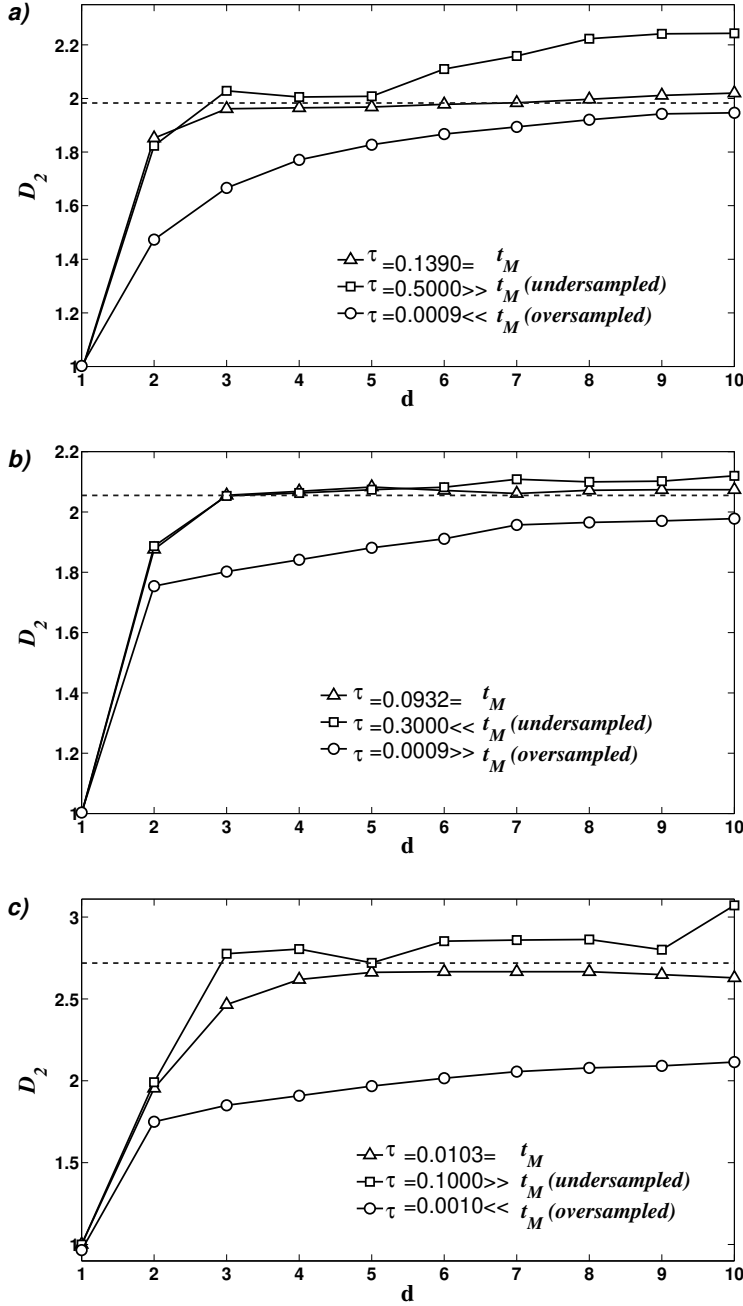 a)
2.2
2
1.8
1.6
1.4
1.2
1
D2
τ =0.1390= tM
τ =0.5000>> tM (undersampled)
τ =0.0009<< tM (oversampled)
1 2 3 4 5 6 7 8 9 10
d
b)
2.2
2
1.8
1.6
1.4
1.2
1
D2
τ =0.0932= tM
τ =0.3000<< tM (undersampled)
τ =0.0009>> tM (oversampled)
1 2 3 4 5 6 7 8 9 10
d
c)
3
2.5
2
1.5
1
D2
τ =0.0103= tM
τ =0.1000>> tM (undersampled)
τ =0.0010<< tM (oversampled)
1 2 3 4 5 6 7 8 9 10
d